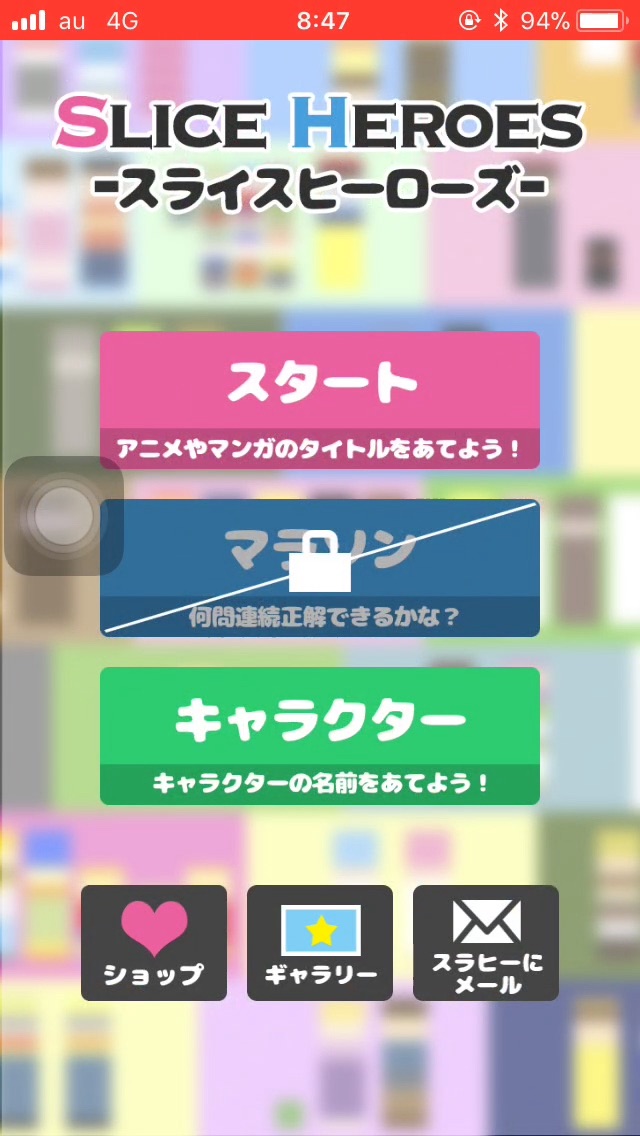 au 4G 8:47 94%
SLICE HEROES
-スライスヒーローズ-
スタート
アニメやマンガのタイトルをあてよう！
マラソン
何問連続正解できるかな？
キャラクター
キャラクターの名前をあてよう！
ショップ
ギャラリー
スラヒーに
メール